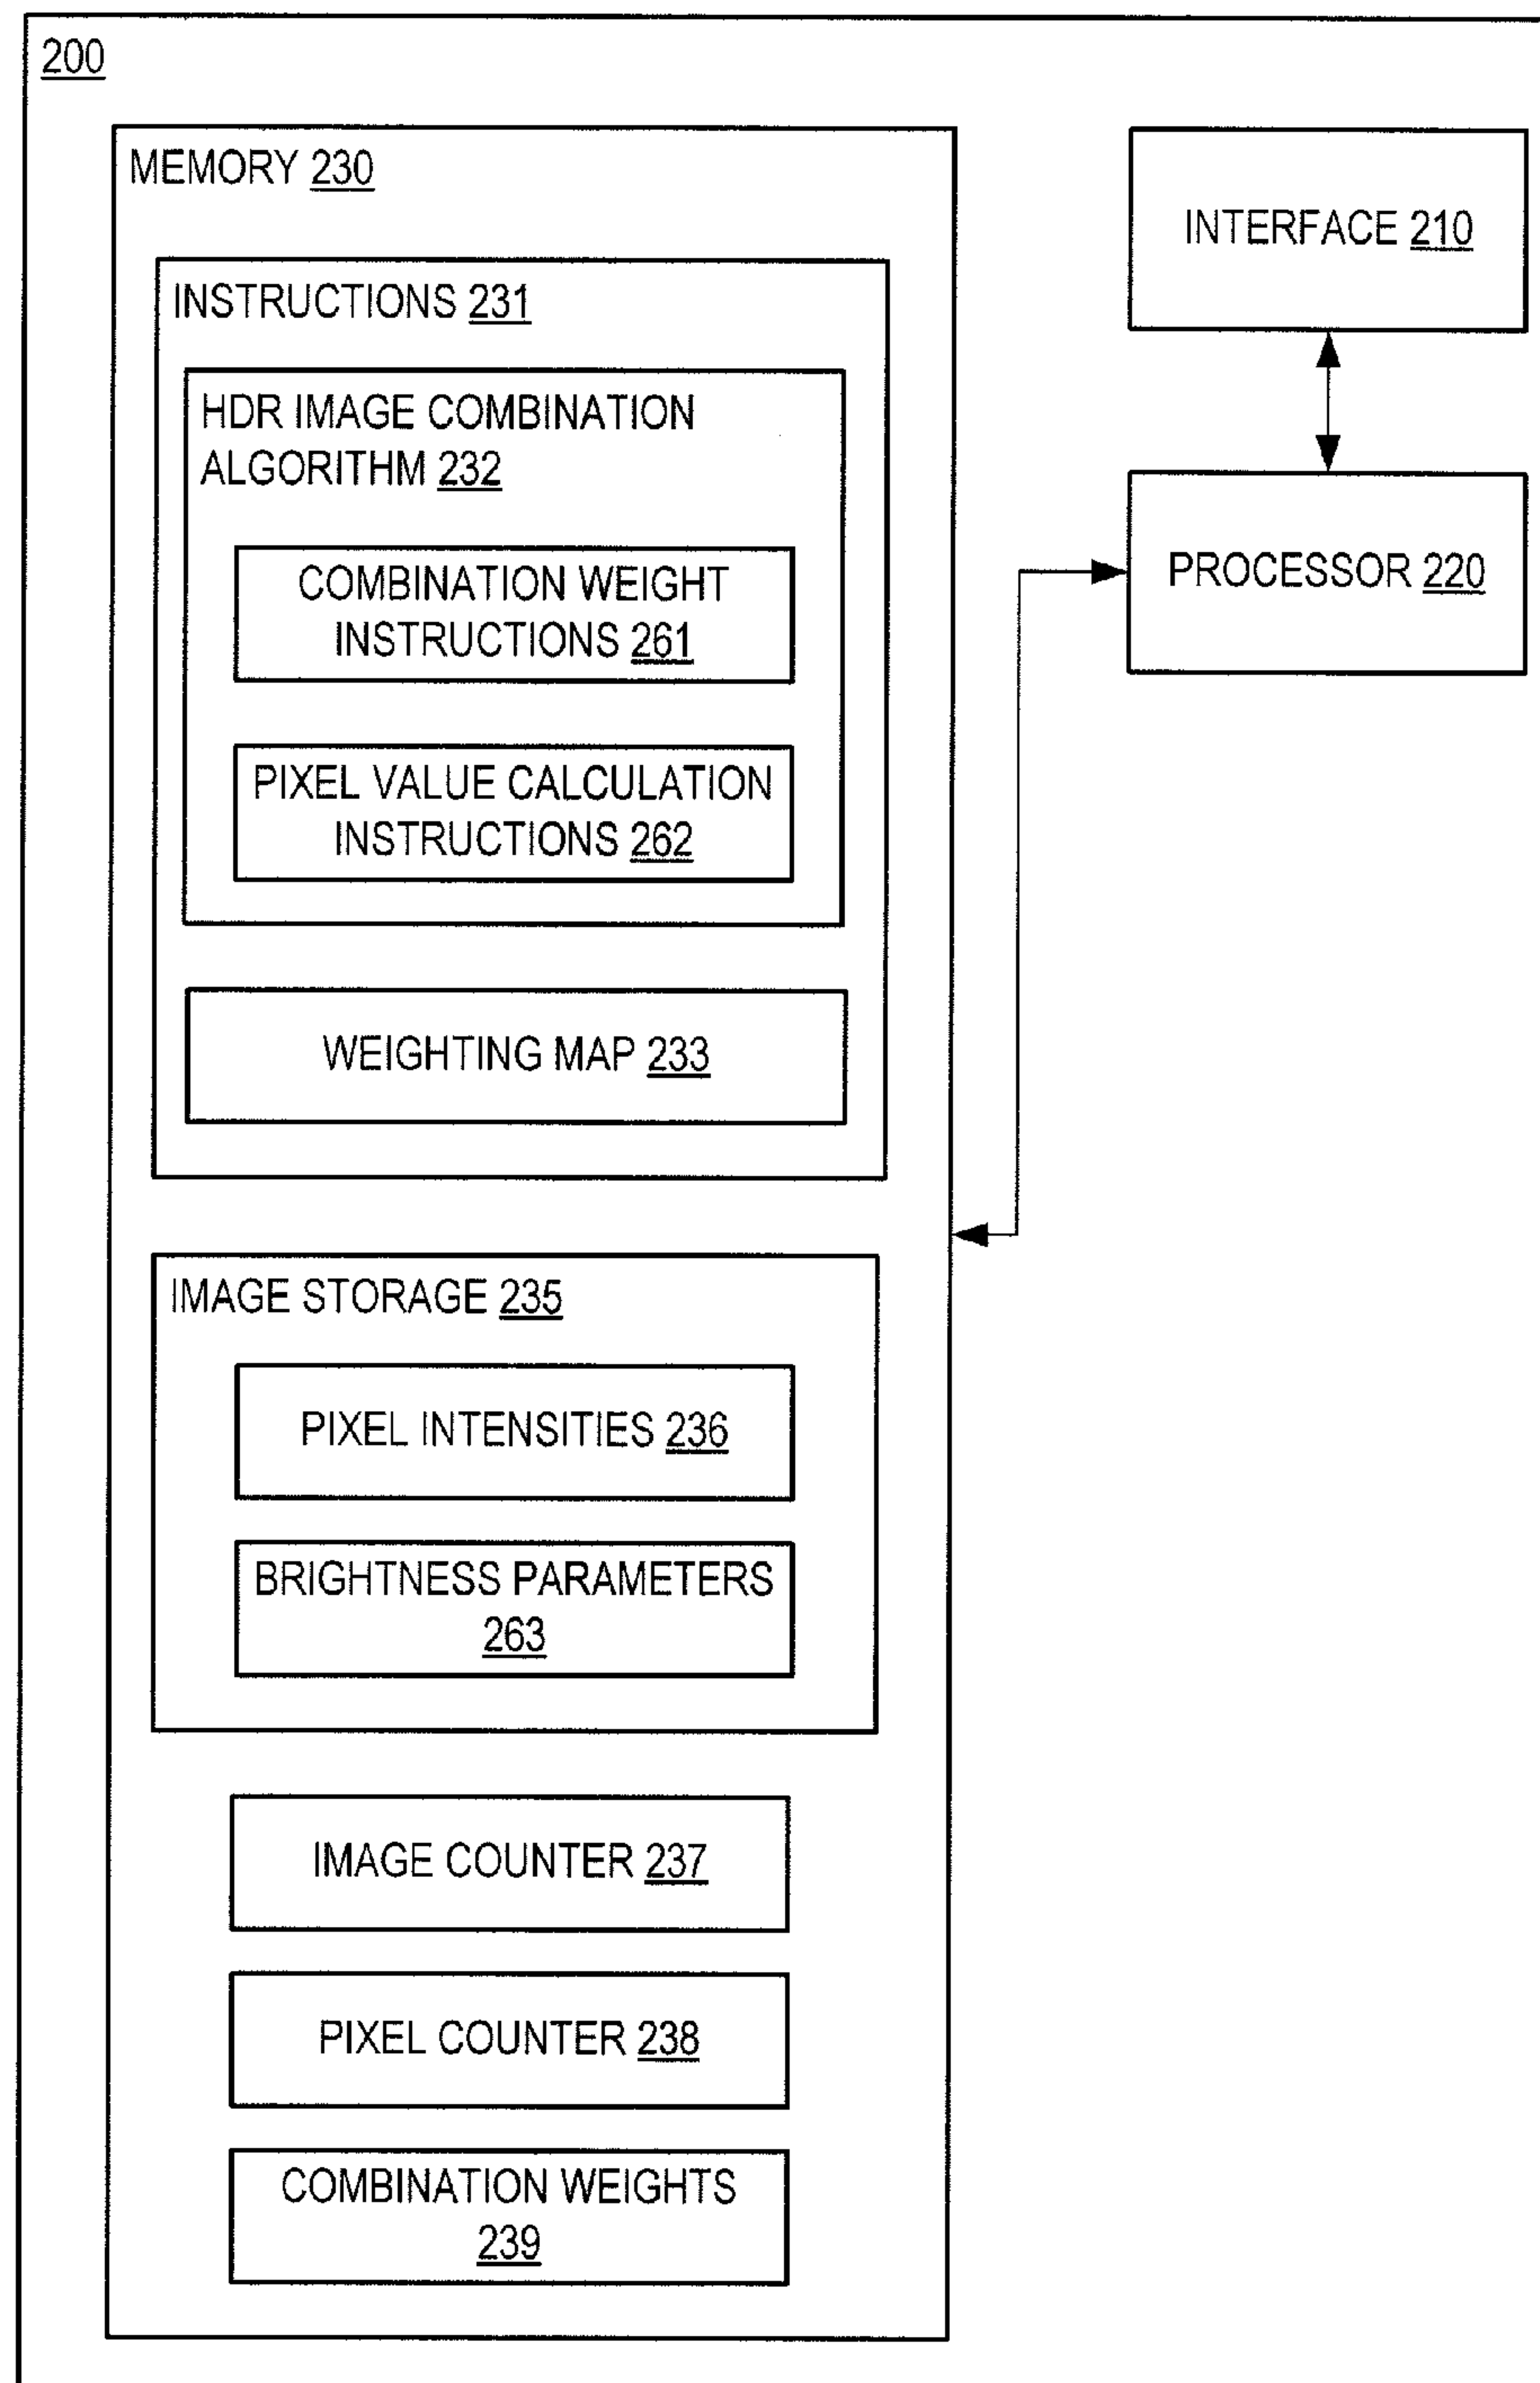 200
MEMORY 230
INTERFACE 210
INSTRUCTIONS 231
HDR IMAGE COMBINATION
ALGORITHM 232
PROCESSOR 220
COMBINATION WEIGHT
INSTRUCTIONS 261
PIXEL VALUE CALCULATION
INSTRUCTIONS 262
WEIGHTING MAP 233
IMAGE STORAGE 235
PIXEL INTENSITIES 236
BRIGHTNESS PARAMETERS
263
IMAGE COUNTER 237
PIXEL COUNTER 238
COMBINATION WEIGHTS
239